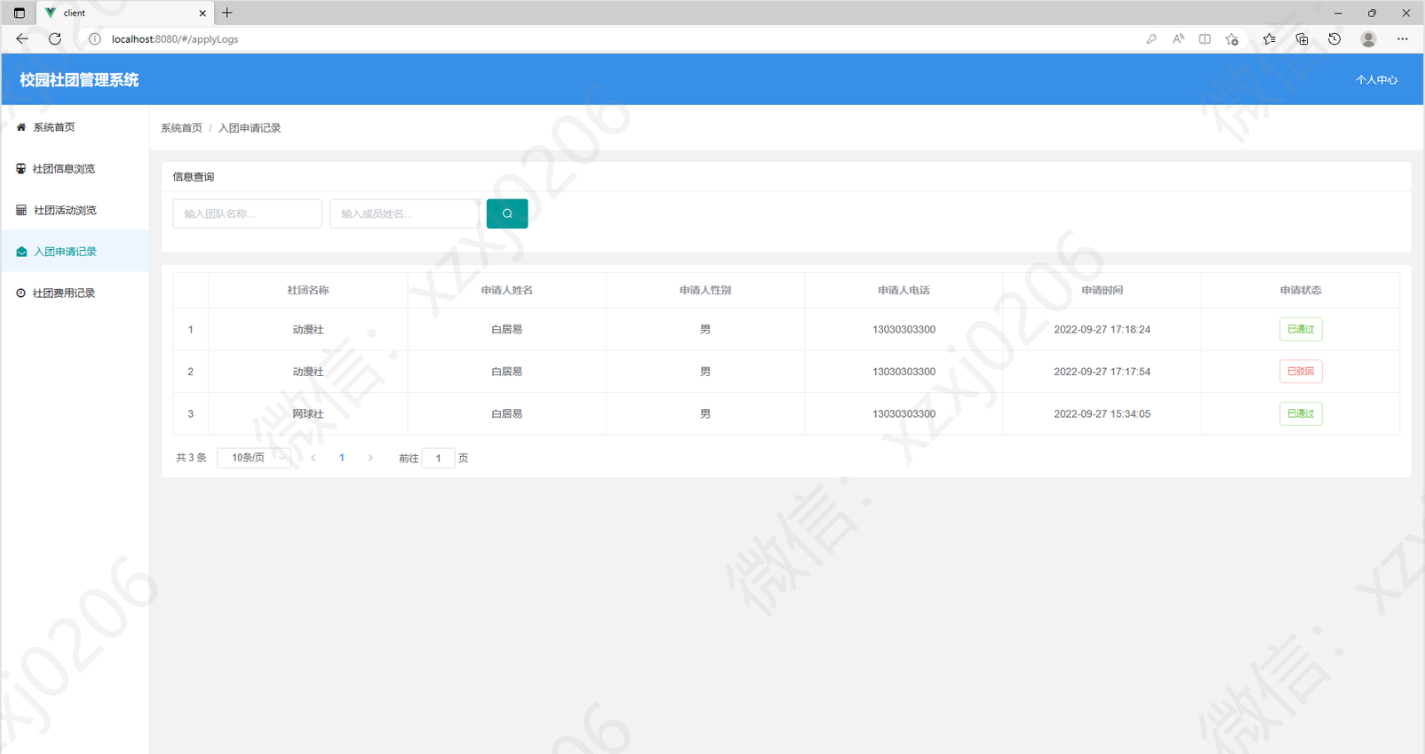 client
localhost:8080/#/applyLogs
校园社团管理系统
个人中心
系统首页
社团信息浏览
社团活动浏览
入团申请记录
社团费用记录
系统首页 / 入团申请记录
信息查询
输入团队名称... 输入成员姓名...
社团名称 申请人姓名 申请人性别 申请人电话 申请时间 申请状态
1 动漫社 白居易 男 13030303300 2022-09-27 17:18:24 已通过
2 动漫社 白居易 男 13030303300 2022-09-27 17:17:54 已驳回
3 网球社 白居易 男 13030303300 2022-09-27 15:34:05 已通过
共 3 条 10条/页 1 前往 1 页
微信：xzxj0206
微信：xzxj0206